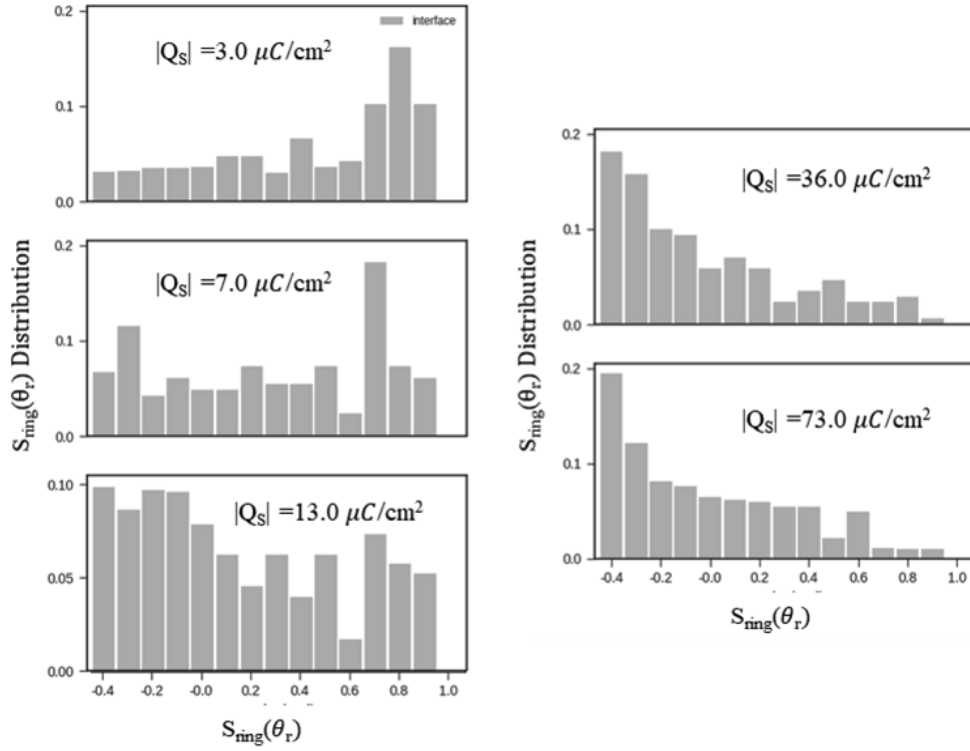 0.2
0.1
0.0
interface
|Q_S| =3.0 μC/cm²
0.2
0.1
0.0
|Q_S| =7.0 μC/cm²
0.10
0.05
0.00
|Q_S| =13.0 μC/cm²
-0.4 -0.2 -0.0 0.2 0.4 0.6 0.8 1.0
S_ring(θ_r)
S_ring(θ_r) Distribution
0.2
0.1
0.0
|Q_S| =36.0 μC/cm²
0.2
0.1
0.0
|Q_S| =73.0 μC/cm²
-0.4 -0.2 -0.0 0.2 0.4 0.6 0.8 1.0
S_ring(θ_r)
S_ring(θ_r) Distribution